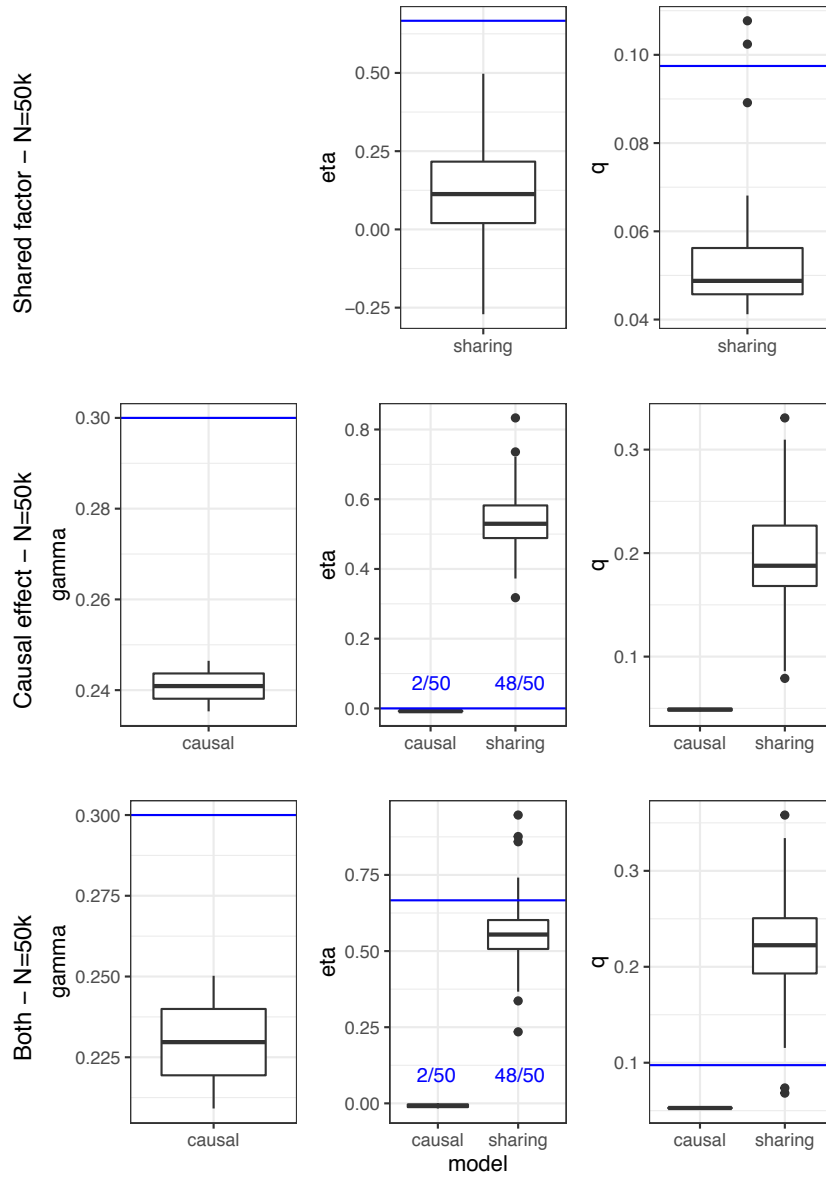 Shared factor − N=50k
eta
0.50
0.25
0.00
−0.25
sharing
q
0.10
0.08
0.06
0.04
sharing
Causal effect − N=50k
gamma
0.30
0.28
0.26
0.24
causal
eta
0.8
0.6
0.4
0.2
0.0
2/50 48/50
causal sharing
q
0.3
0.2
0.1
causal sharing
Both − N=50k
gamma
0.300
0.275
0.250
0.225
causal
eta
0.75
0.50
0.25
0.00
2/50 48/50
causal sharing
model
q
0.3
0.2
0.1
causal sharing